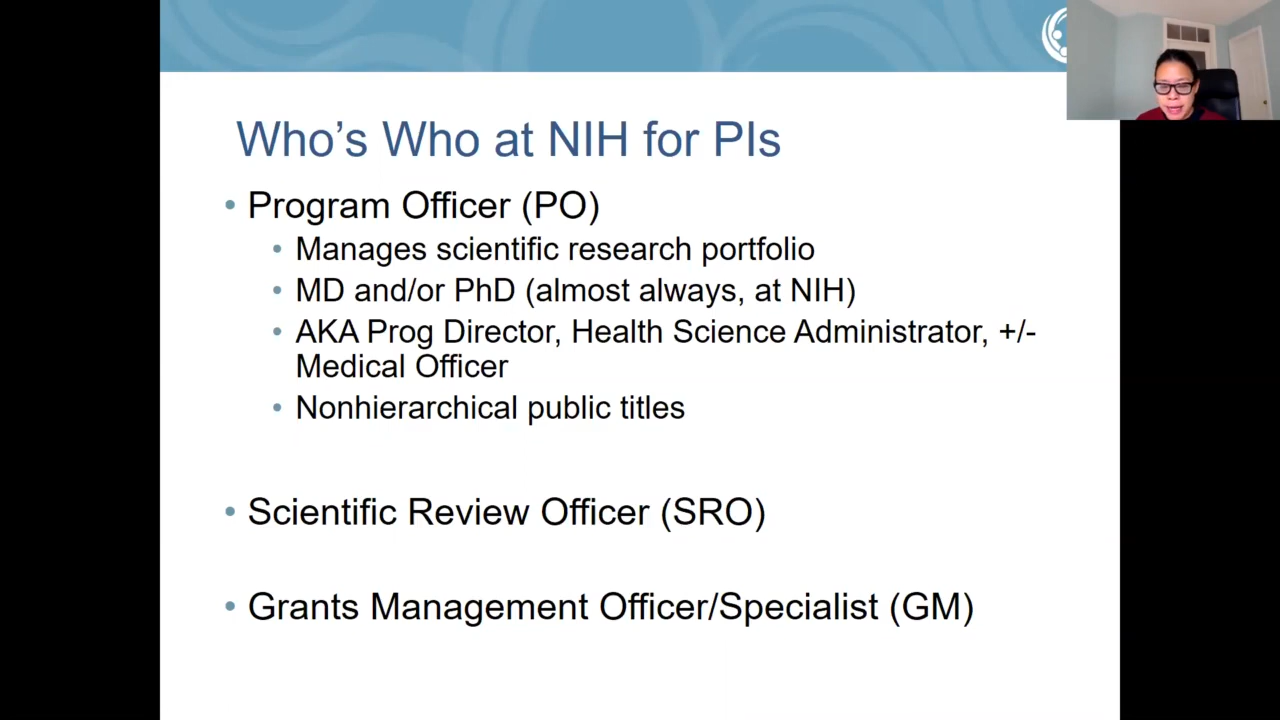 Who's Who at NIH for PIs
• Program Officer (PO)
• Manages scientific research portfolio
• MD and/or PhD (almost always, at NIH)
• AKA Prog Director, Health Science Administrator, +/-
Medical Officer
• Nonhierarchical public titles
• Scientific Review Officer (SRO)
• Grants Management Officer/Specialist (GM)